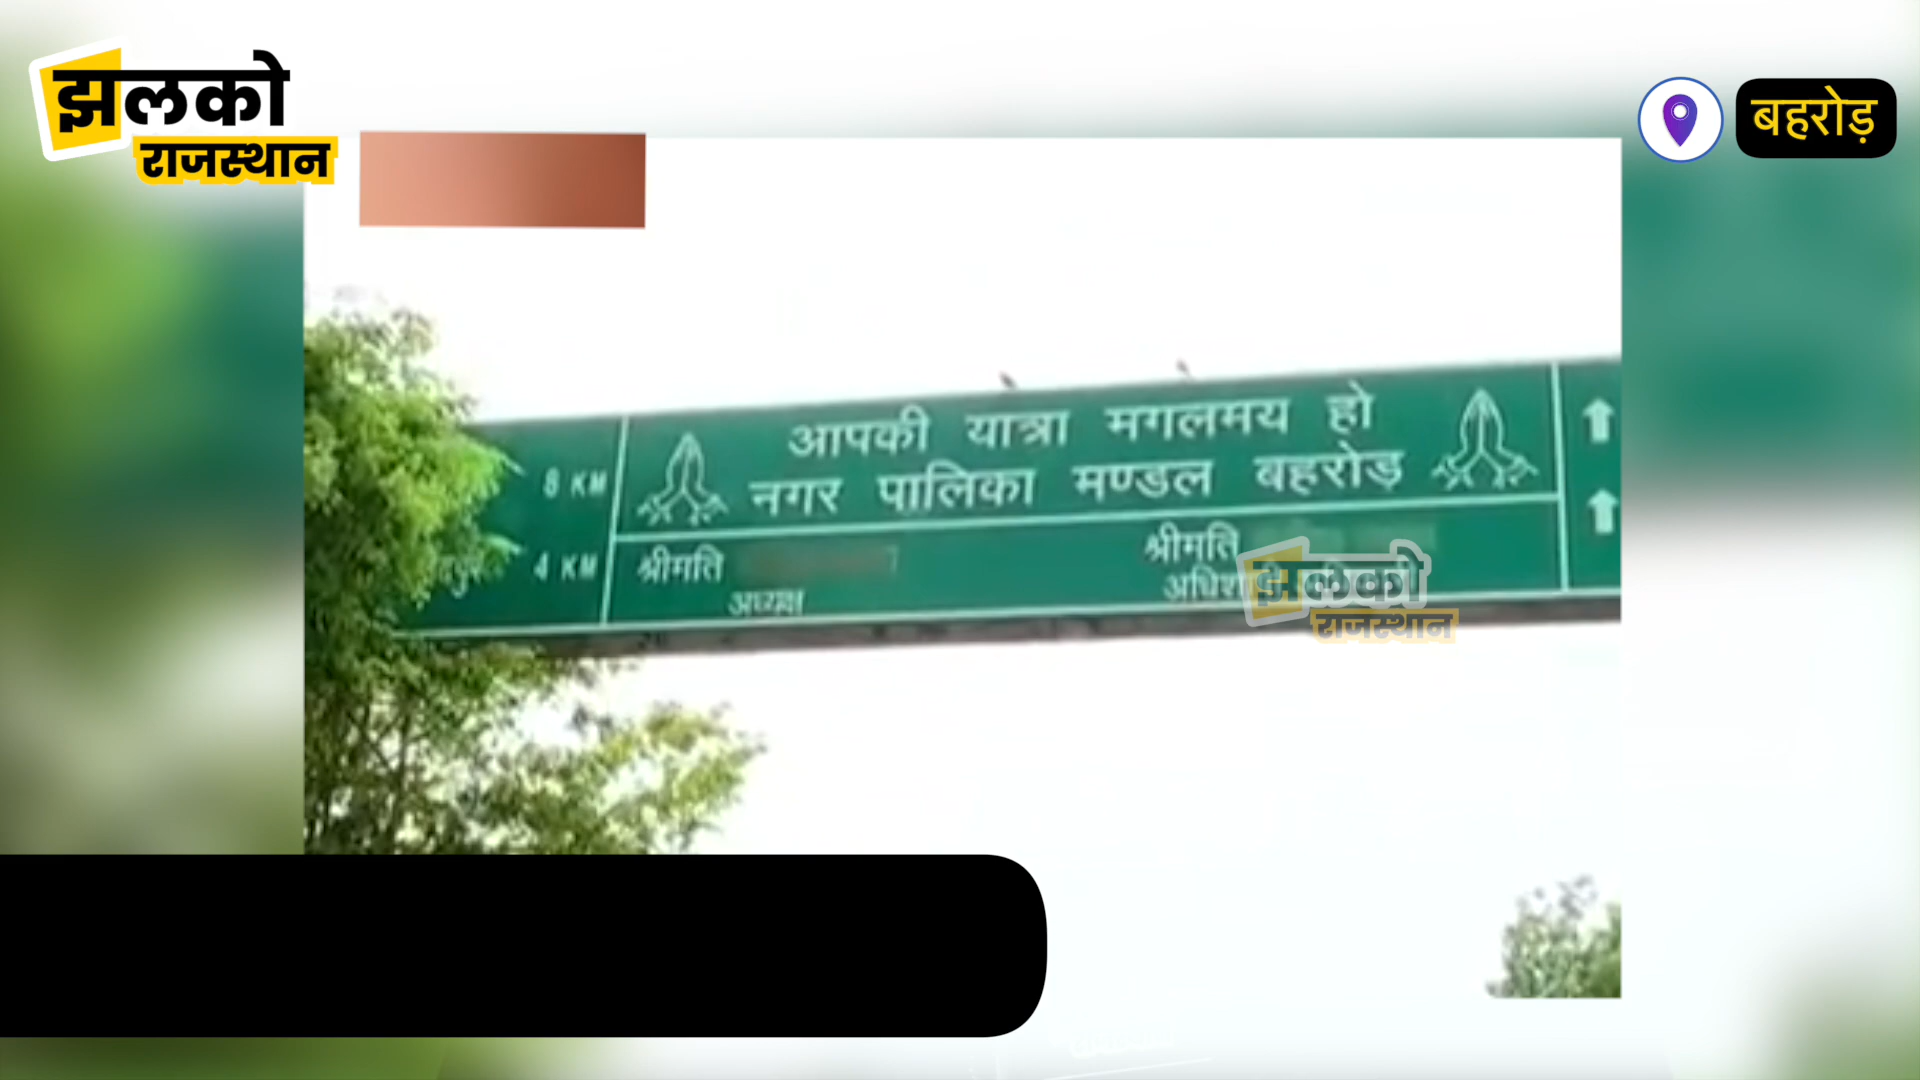 झलको
राजस्थान
बहरोड़
आपकी यात्रा मगलमय हो
नगर पालिका मण्डल बहरोड़
8 KM
4 KM
श्रीमति
अध्यक्ष
श्रीमति
झलको
राजस्थान